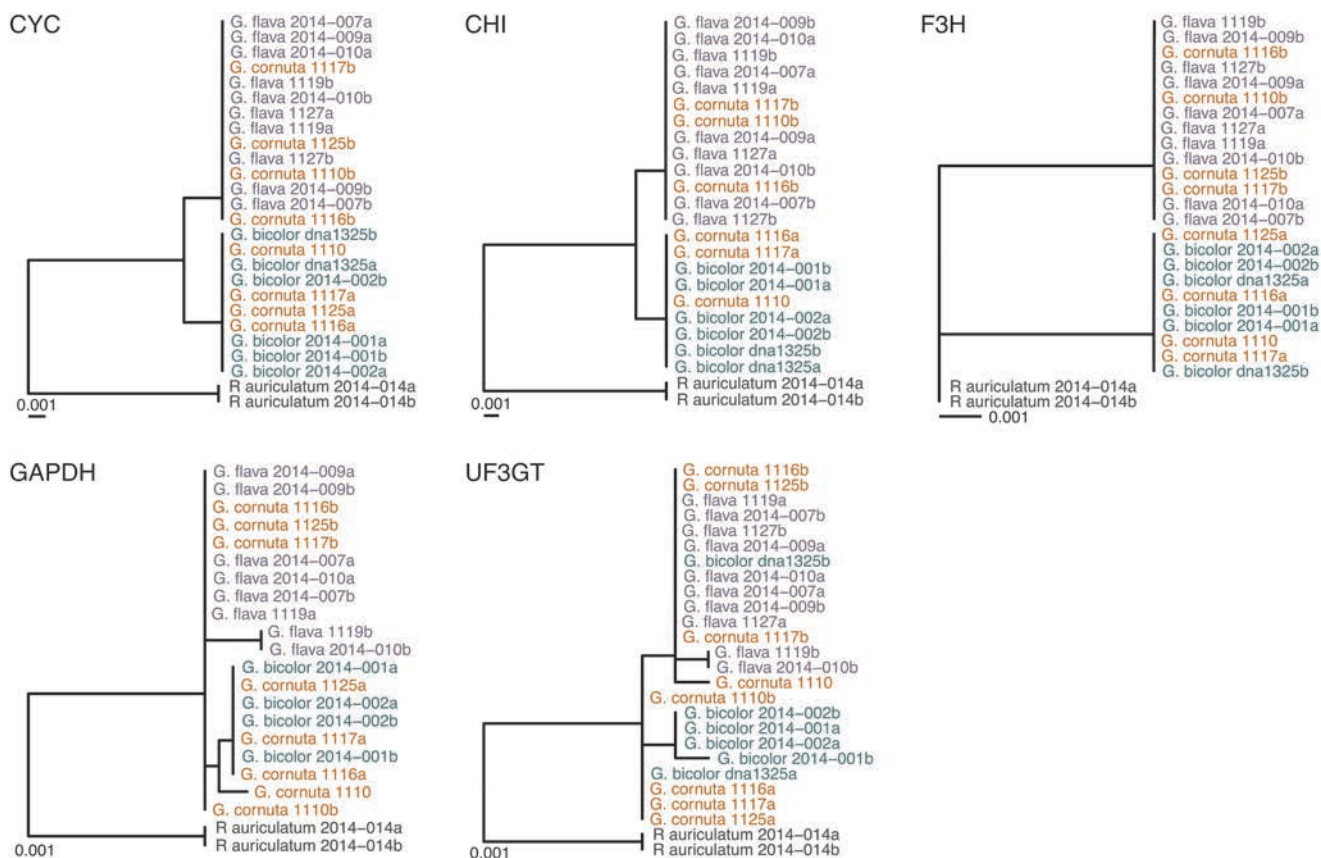 CYC
G. flava 2014−007a
G. flava 2014−009a
G. flava 2014−010a
G. cornuta 1117b
G. flava 1119b
G. flava 2014−010b
G. flava 1127a
G. flava 1119a
G. cornuta 1125b
G. flava 1127b
G. cornuta 1110b
G. flava 2014−009b
G. flava 2014−007b
G. cornuta 1116b
G. bicolor dna1325b
G. cornuta 1110
G. bicolor dna1325a
G. bicolor 2014−002b
G. cornuta 1117a
G. cornuta 1125a
G. cornuta 1116a
G. bicolor 2014−001a
G. bicolor 2014−001b
G. bicolor 2014−002a
R auriculatum 2014−014a
R auriculatum 2014−014b
0.001
CHI
G. flava 2014−009b
G. flava 2014−010a
G. flava 1119b
G. flava 2014−007a
G. flava 1119a
G. cornuta 1117b
G. cornuta 1110b
G. flava 2014−009a
G. flava 1127a
G. flava 2014−010b
G. cornuta 1116b
G. flava 2014−007b
G. flava 1127b
G. cornuta 1116a
G. cornuta 1117a
G. bicolor 2014−001b
G. bicolor 2014−001a
G. cornuta 1110
G. bicolor 2014−002a
G. bicolor 2014−002b
G. bicolor dna1325b
G. bicolor dna1325a
R auriculatum 2014−014a
R auriculatum 2014−014b
0.001
F3H
G. flava 1119b
G. flava 2014−009b
G. cornuta 1116b
G. flava 1127b
G. flava 2014−009a
G. cornuta 1110b
G. flava 2014−007a
G. flava 1127a
G. flava 1119a
G. flava 2014−010b
G. cornuta 1125b
G. cornuta 1117b
G. flava 2014−010a
G. flava 2014−007b
G. cornuta 1125a
G. bicolor 2014−002a
G. bicolor 2014−002b
G. bicolor dna1325a
G. cornuta 1116a
G. bicolor 2014−001b
G. bicolor 2014−001a
G. cornuta 1110
G. cornuta 1117a
G. bicolor dna1325b
R auriculatum 2014−014a
R auriculatum 2014−014b
0.001
GAPDH
G. flava 2014−009a
G. flava 2014−009b
G. cornuta 1116b
G. cornuta 1125b
G. cornuta 1117b
G. flava 2014−007a
G. flava 2014−010a
G. flava 2014−007b
G. flava 1119a
G. flava 1119b
G. flava 2014−010b
G. bicolor 2014−001a
G. cornuta 1125a
G. bicolor 2014−002a
G. bicolor 2014−002b
G. cornuta 1117a
G. bicolor 2014−001b
G. cornuta 1116a
G. cornuta 1110
G. cornuta 1110b
R auriculatum 2014−014a
R auriculatum 2014−014b
0.001
UF3GT
G. cornuta 1116b
G. cornuta 1125b
G. flava 1119a
G. flava 2014−007b
G. flava 1127b
G. flava 2014−009a
G. bicolor dna1325b
G. flava 2014−010a
G. flava 2014−007a
G. flava 2014−009b
G. flava 1127a
G. cornuta 1117b
G. flava 1119b
G. flava 2014−010b
G. cornuta 1110
G. cornuta 1110b
G. bicolor 2014−002b
G. bicolor 2014−001a
G. bicolor 2014−002a
G. bicolor 2014−001b
G. bicolor dna1325a
G. cornuta 1116a
G. cornuta 1117a
G. cornuta 1125a
R auriculatum 2014−014a
R auriculatum 2014−014b
0.001